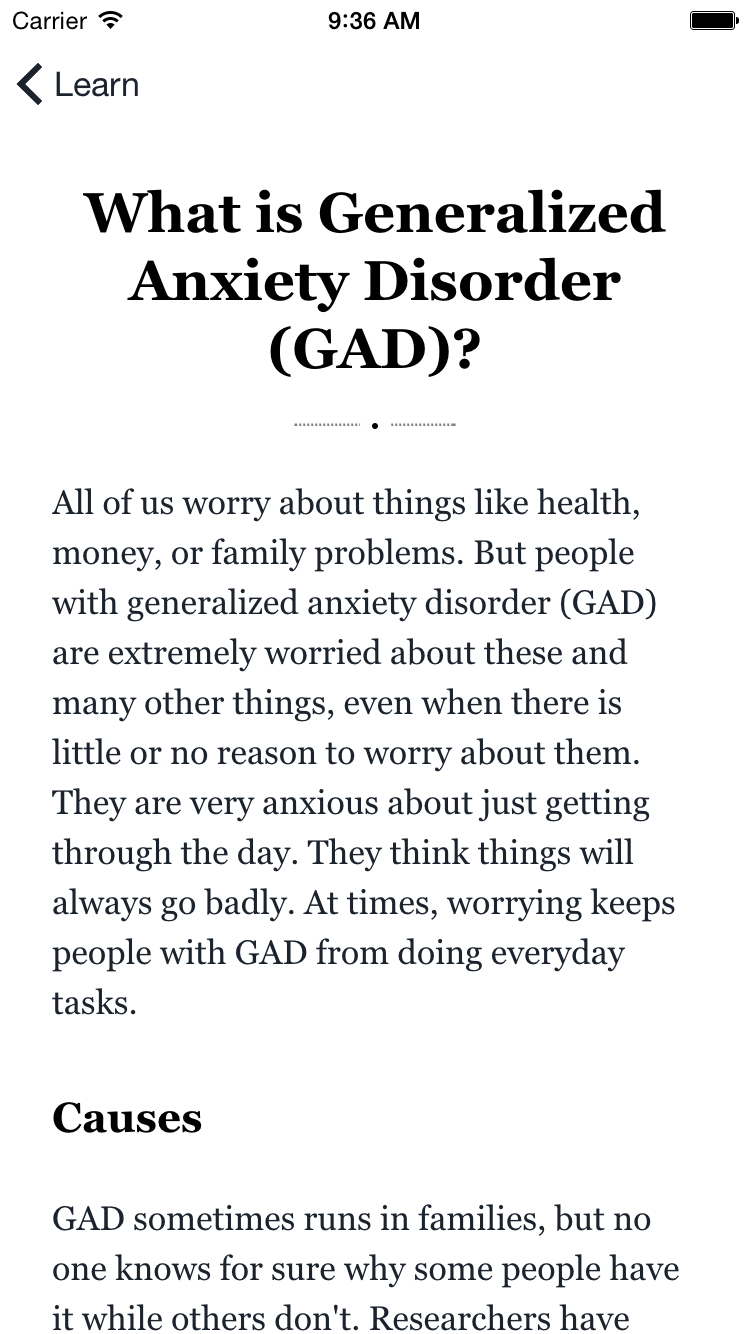 Carrier 9:36 AM
Learn
What is Generalized
Anxiety Disorder
(GAD)?
All of us worry about things like health,
money, or family problems. But people
with generalized anxiety disorder (GAD)
are extremely worried about these and
many other things, even when there is
little or no reason to worry about them.
They are very anxious about just getting
through the day. They think things will
always go badly. At times, worrying keeps
people with GAD from doing everyday
tasks.
Causes
GAD sometimes runs in families, but no
one knows for sure why some people have
it while others don't. Researchers have